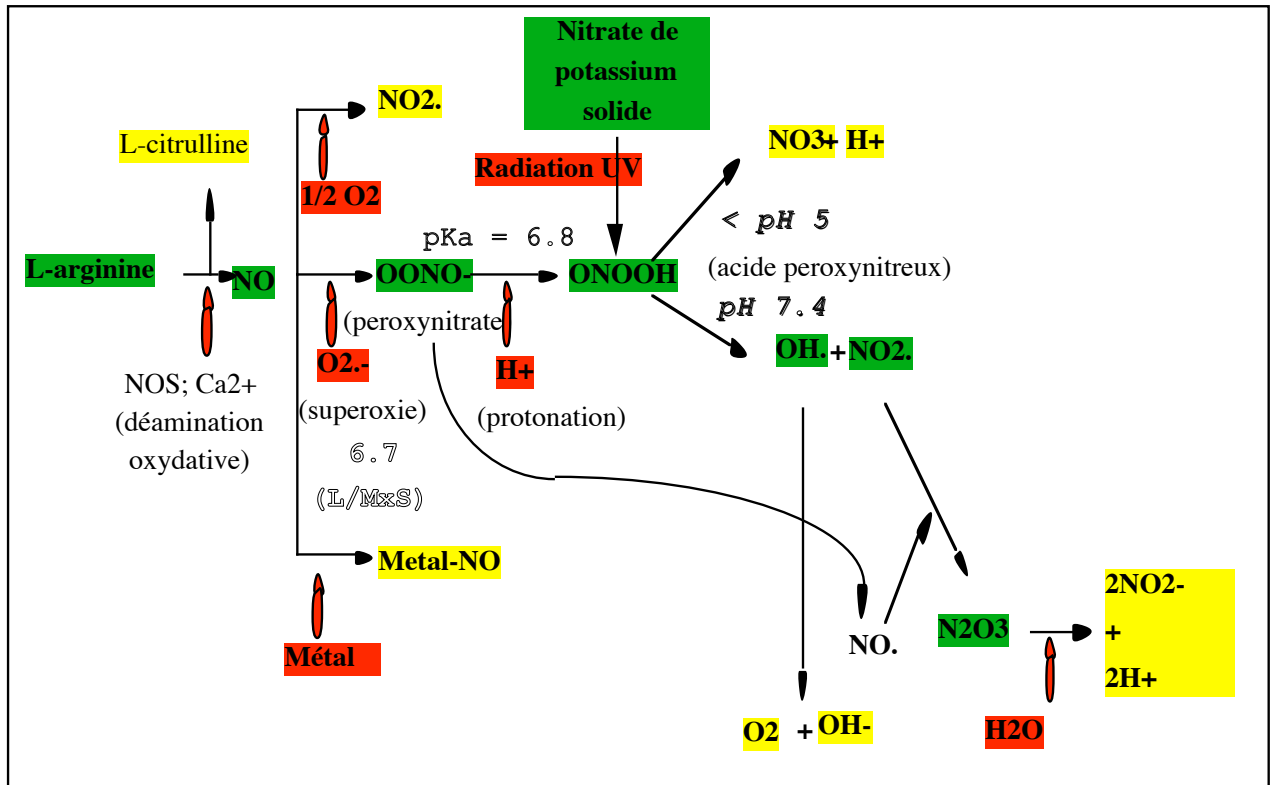 Nitrate de
potassium
solide
NO2.
NO3+ H+
L-citrulline
Radiation UV
1/2 O2
< pH 5
pKa = 6.8
L-arginine
NO
OONO-
ONOOH
(acide peroxynitreux)
pH 7.4
(peroxynitrate
OH. + NO2.
O2.-
H+
NOS; Ca2+
(déamination
oxydative)
(superoxie)
(protonation)
6.7
(L/MxS)
Metal-NO
2NO2-
+
2H+
N2O3
NO.
Métal
O2 + OH-
H2O